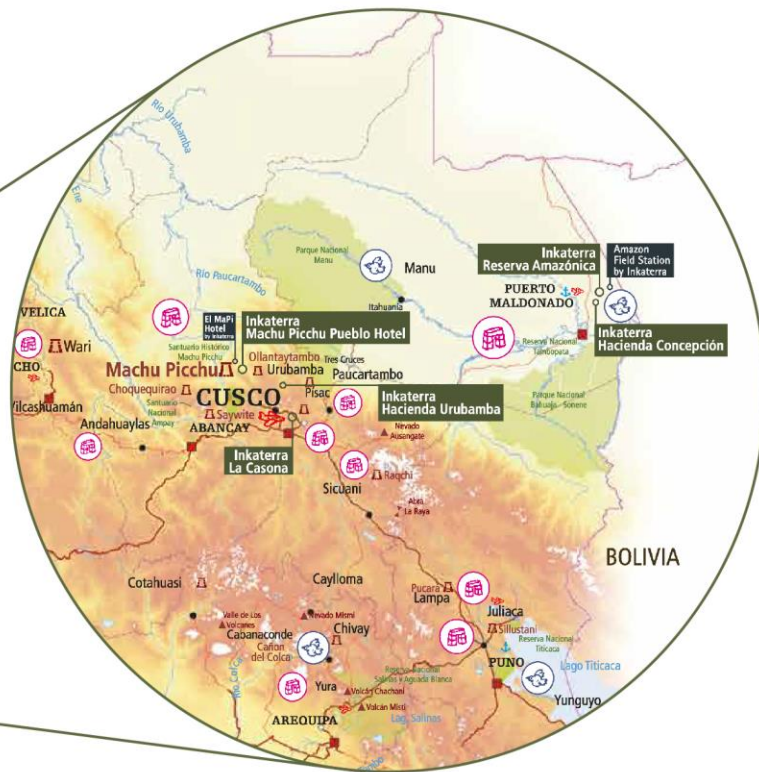 Río Urubamba
Ene
Parque Nacional
Manu
Manu
Río Paucartambo
Itahuania
Inkaterra
Reserva Amazónica
Amazon
Field Station
by Inkaterra
PUERTO
MALDONADO
Inkaterra
Hacienda Concepción
Reserva Nacional
Tambopata
Parque Nacional
Bahuaja - Sonene
VELICA
Wari
CHO
Vilcashuamán
El MaPi
Hotel
by Inkaterra
Inkaterra
Machu Picchu Pueblo Hotel
Santuario Histórico
Machu Picchu
Machu Picchu
Ollantaytambo
Urubamba
Tres Cruces
Paucartambo
Choquequirao
CUSCO
Pisac
Inkaterra
Hacienda Urubamba
Santuario
Nacional
Ampay
Saywite
ABANCAY
Andahuaylas
Inkaterra
La Casona
Nevado
Ausangate
Raqchi
Sicuani
Abra
La Raya
BOLIVIA
Cotahuasi
Caylloma
Pucara
Lampa
Juliaca
Valle de Los
Volcanes
Nevado Mismi
Cabanaconde
Chivay
Cañon
del Colca
Sillustani
Reserva Nacional
Titicaca
PUNO
Lago Titicaca
Reserva Nacional
Salinas y Aguada Blanca
Yura
Volcán Chachani
Volcán Misti
Yunguyo
AREQUIPA
Lag. Salinas